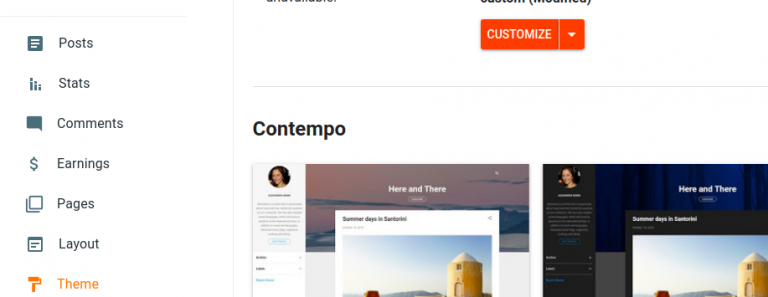 unavailable.
custom (Modified)
CUSTOMIZE
Posts
Stats
Comments
Earnings
Pages
Layout
Theme
Contempo
Here and There
Summer days in Santorini
Here and There
Summer days in Santorini